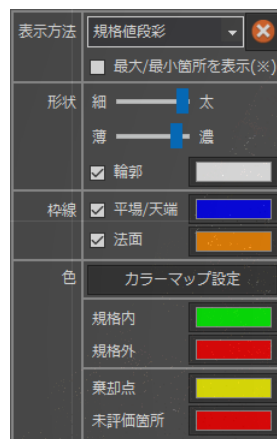 表示方法 規格値段彩
最大/最小箇所を表示(※)
形状 細 太
薄 濃
輪郭
枠線 平場/天端
法面
色 カラーマップ設定
規格内
規格外
棄却点
未評価箇所